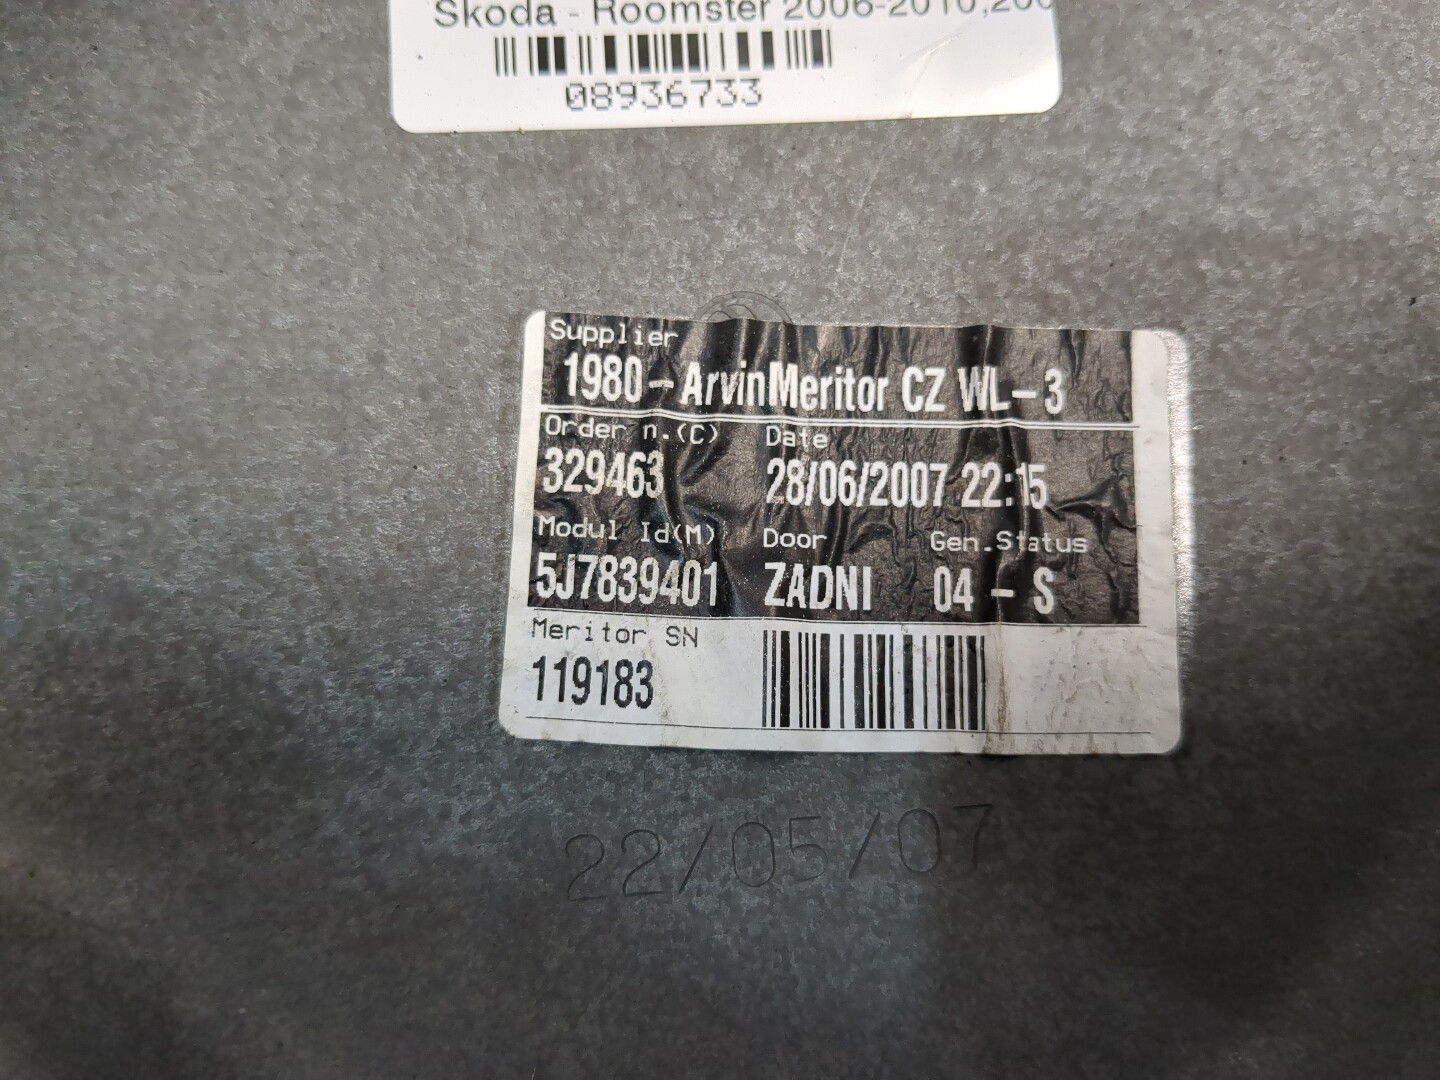 Skoda - Roomster 2006-2010,200
08936733
Supplier
1980- ArvinMeritor CZ WL-3
Order n.(C) Date
329463 28/06/2007 22:15
Modul Id(M) Door Gen.Status
5J7839401 ZADNI 04 - S
Meritor SN
119183
22/05/07